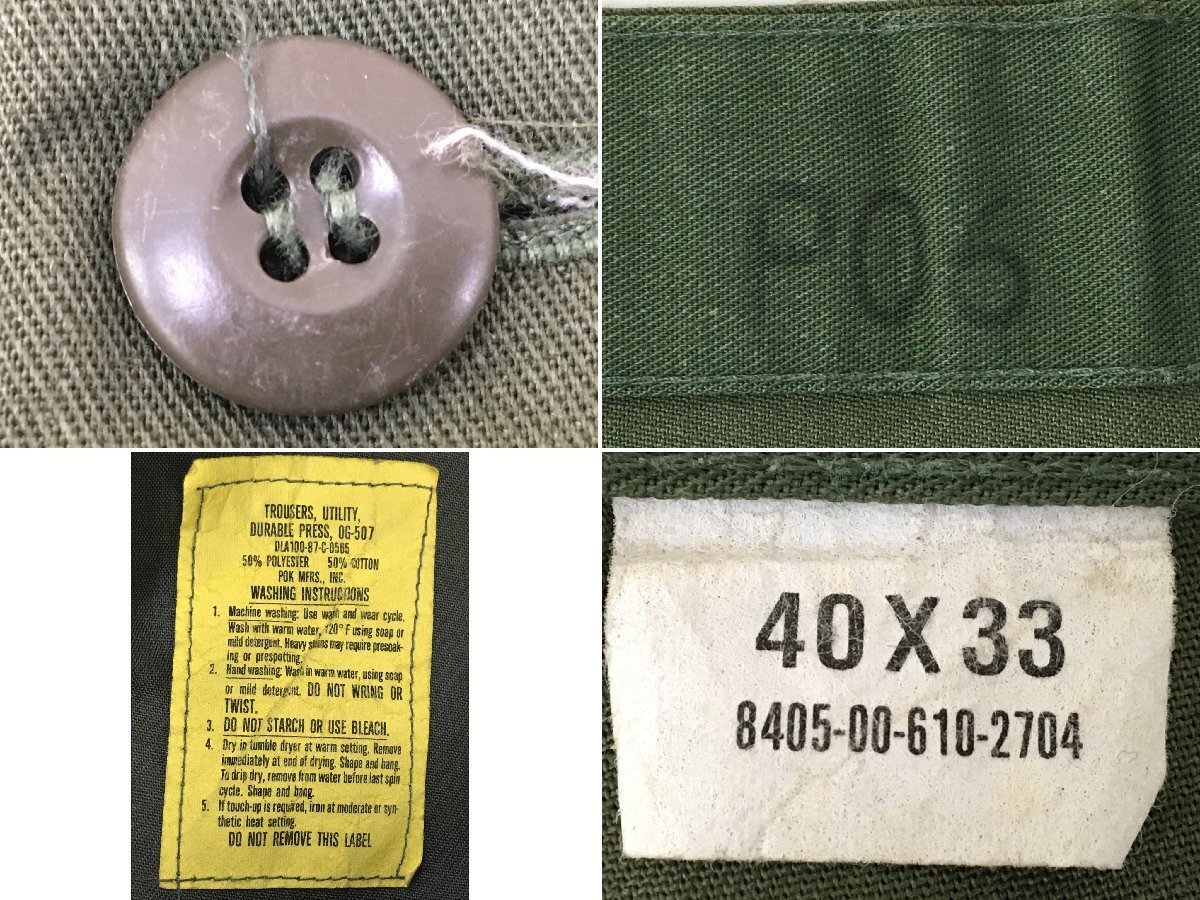 P05
TROUSERS, UTILITY,
DURABLE PRESS, OG-507
DLA100-87-C-0565
50% POLYESTER 50% COTTON
POK MFRS., INC.
WASHING INSTRUCTIONS
1. Machine washing: Use wash and wear cycle.
Wash with warm water, 120° F using soap or
mild detergent. Heavy stains may require presoak-
ing or prespotting.
2. Hand washing: Wash in warm water, using soap
or mild detergent. DO NOT WRING OR
TWIST.
3. DO NOT STARCH OR USE BLEACH.
4. Dry in tumble dryer at warm setting. Remove
immediately at end of drying. Shape and hang.
To drip dry, remove from water before last spin
cycle. Shape and hang.
5. If touch-up is required, iron at moderate or syn-
thetic heat setting.
DO NOT REMOVE THIS LABEL
40 X 33
8405-00-610-2704